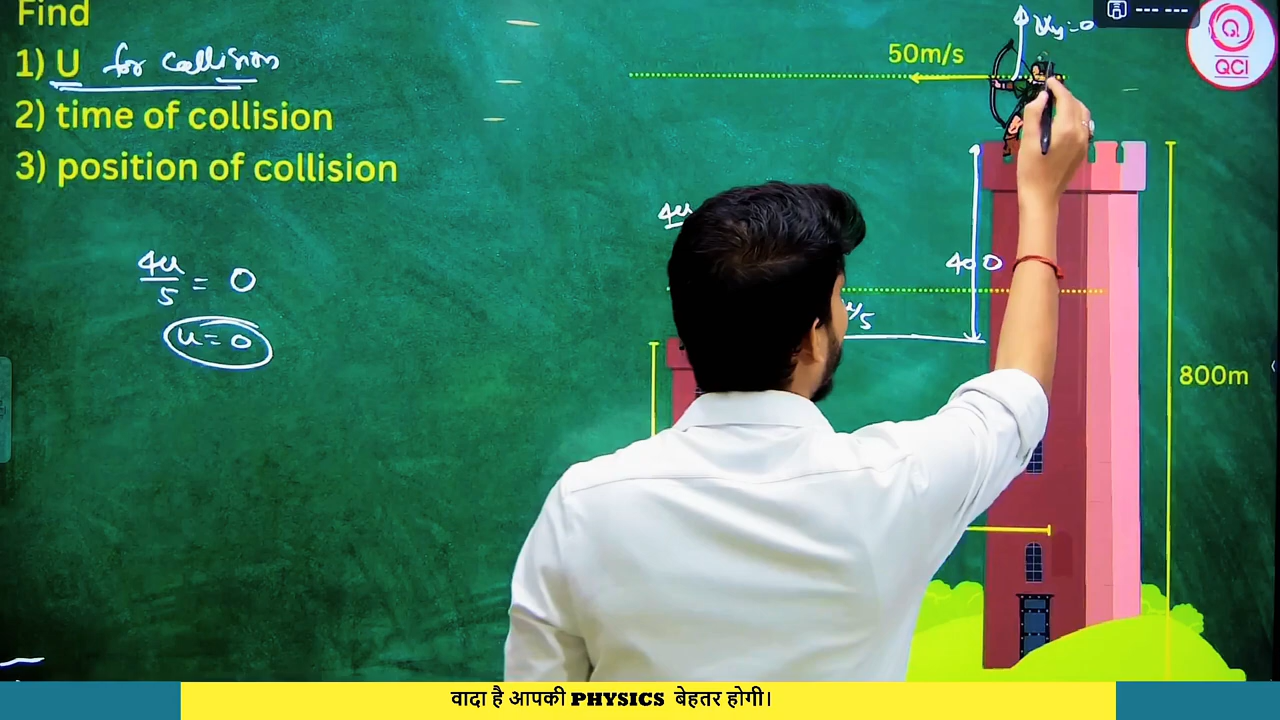 Find
1) U for collision
2) time of collision
3) position of collision
4u/5 = 0
u = 0
50m/s
QCI
800m
वादा है आपकी PHYSICS बेहतर होगी।